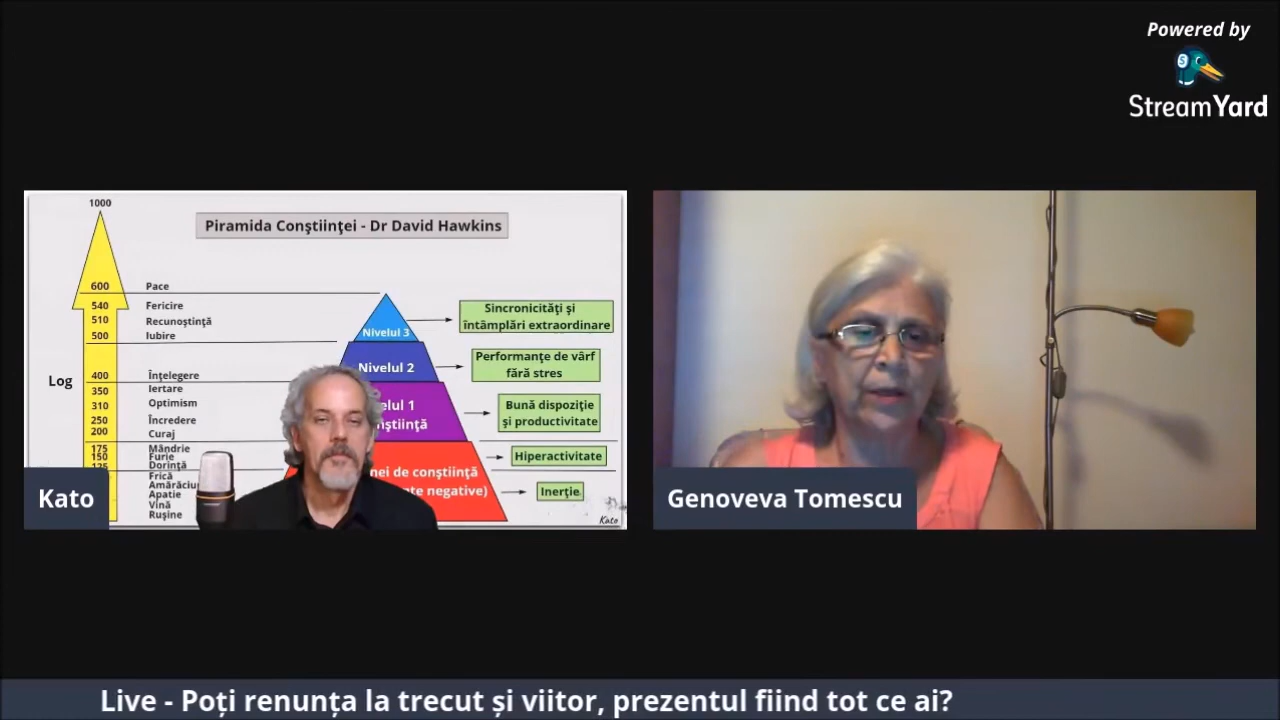 Powered by
StreamYard
1000
Piramida Conştiinţei - Dr David Hawkins
600 Pace
540 Fericire
510 Recunoştinţă
500 Iubire
Sincronicităţi şi
întâmplări extraordinare
Nivelul 3
Performanţe de vârf
fără stres
Nivelul 2
Log
400 Înţelegere
350 Iertare
310 Optimism
250 Încredere
200 Curaj
Bună dispoziţie
şi productivitate
175 Mândrie
150 Furie
125 Dorinţă
Frică
Apatie
Vină
Ruşine
Hiperactivitate
Inerţie
Kato
Kato
Genoveva Tomescu
Live - Poți renunța la trecut și viitor, prezentul fiind tot ce ai?